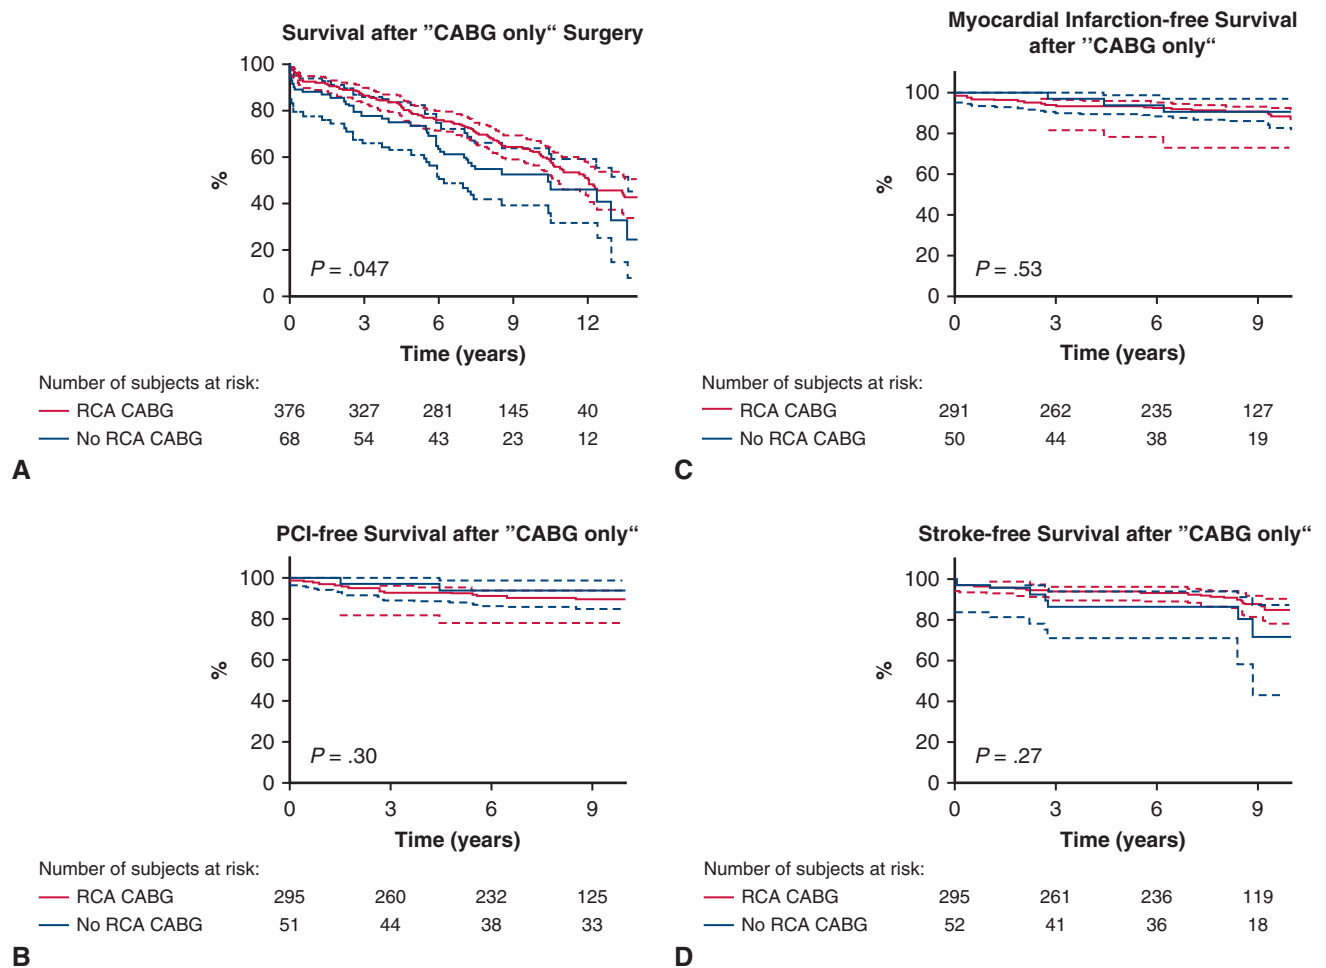 Survival after ”CABG only“ Surgery
100
80
60
40
20
0
%
P = .047
0 3 6 9 12
Time (years)
Number of subjects at risk:
RCA CABG 376 327 281 145 40
No RCA CABG 68 54 43 23 12
A
Myocardial Infarction-free Survival
after ”CABG only“
100
80
60
40
20
0
%
P = .53
0 3 6 9
Time (years)
Number of subjects at risk:
RCA CABG 291 262 235 127
No RCA CABG 50 44 38 19
C
PCI-free Survival after ”CABG only“
100
80
60
40
20
0
%
P = .30
0 3 6 9
Time (years)
Number of subjects at risk:
RCA CABG 295 260 232 125
No RCA CABG 51 44 38 33
B
Stroke-free Survival after ”CABG only“
100
80
60
40
20
0
%
P = .27
0 3 6 9
Time (years)
Number of subjects at risk:
RCA CABG 295 261 236 119
No RCA CABG 52 41 36 18
D